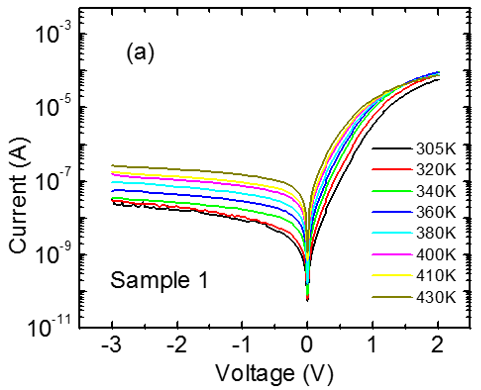 (a)
10⁻³
10⁻⁵
10⁻⁷
10⁻⁹
10⁻¹¹
Current (A)
305K
320K
340K
360K
380K
400K
410K
430K
Sample 1
-3 -2 -1 0 1 2
Voltage (V)